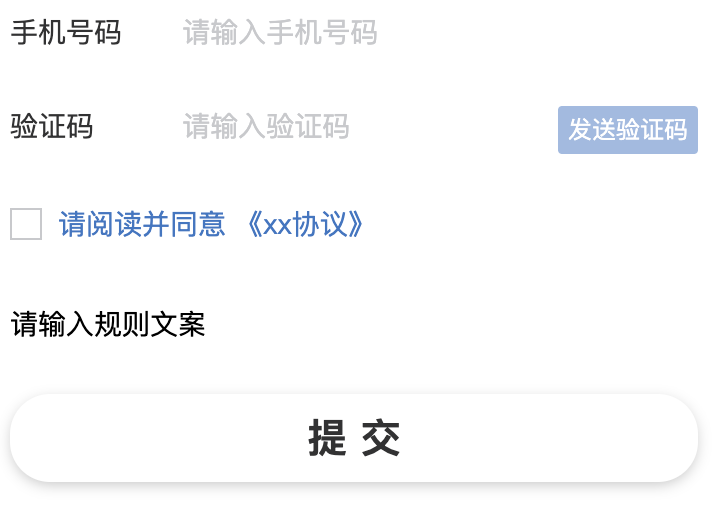 手机号码 请输入手机号码
验证码 请输入验证码 发送验证码
请阅读并同意 《xx协议》
请输入规则文案
提 交